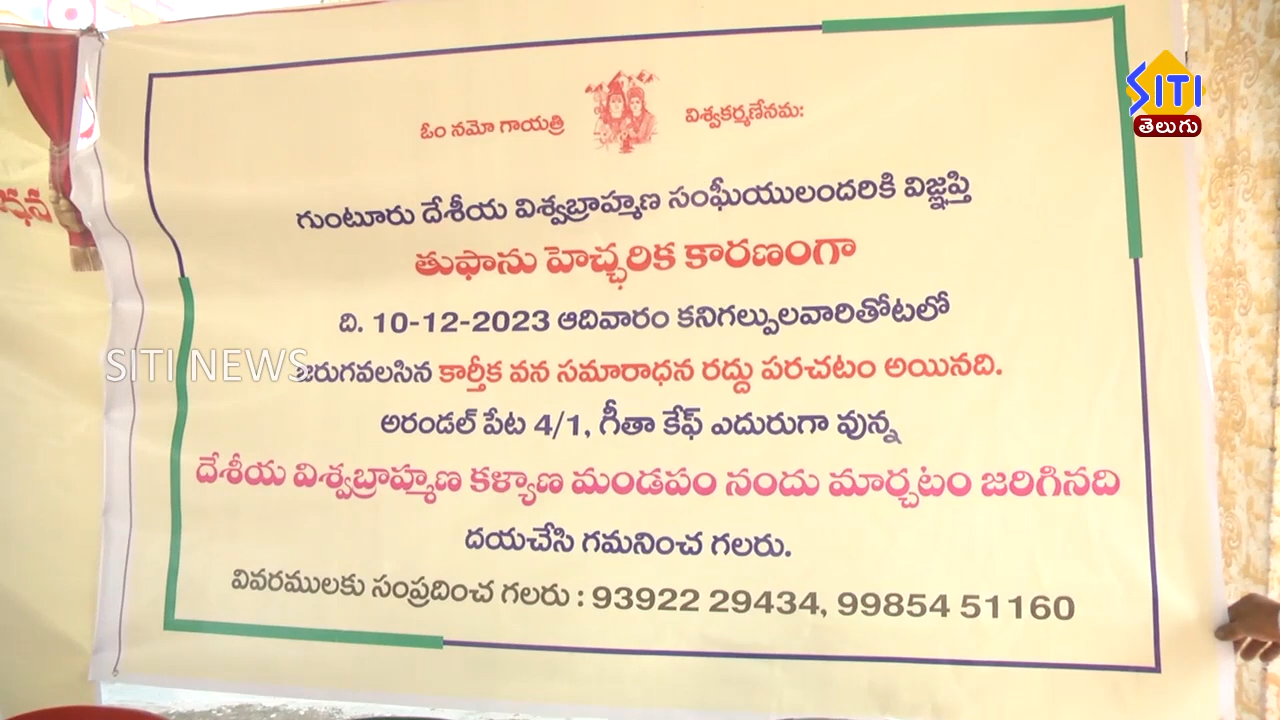 SITI
తెలుగు
ఓం నమో గాయత్రి
విశ్వకర్మణేనమః
గుంటూరు దేశీయ విశ్వబ్రాహ్మణ సంఘీయులందరికి విజ్ఞప్తి
తుఫాను హెచ్చరిక కారణంగా
ది. 10-12-2023 ఆదివారం కనిగల్పులవారితోటలో
SITI NEWS
జరుగవలసిన కార్తీక వన సమారాధన రద్దు పరచటం అయినది.
అరండల్ పేట 4/1, గీతా కేఫ్ ఎదురుగా వున్న
దేశీయ విశ్వబ్రాహ్మణ కళ్యాణ మండపం నందు మార్చటం జరిగినది
దయచేసి గమనించ గలరు.
వివరములకు సంప్రదించ గలరు : 93922 29434, 99854 51160